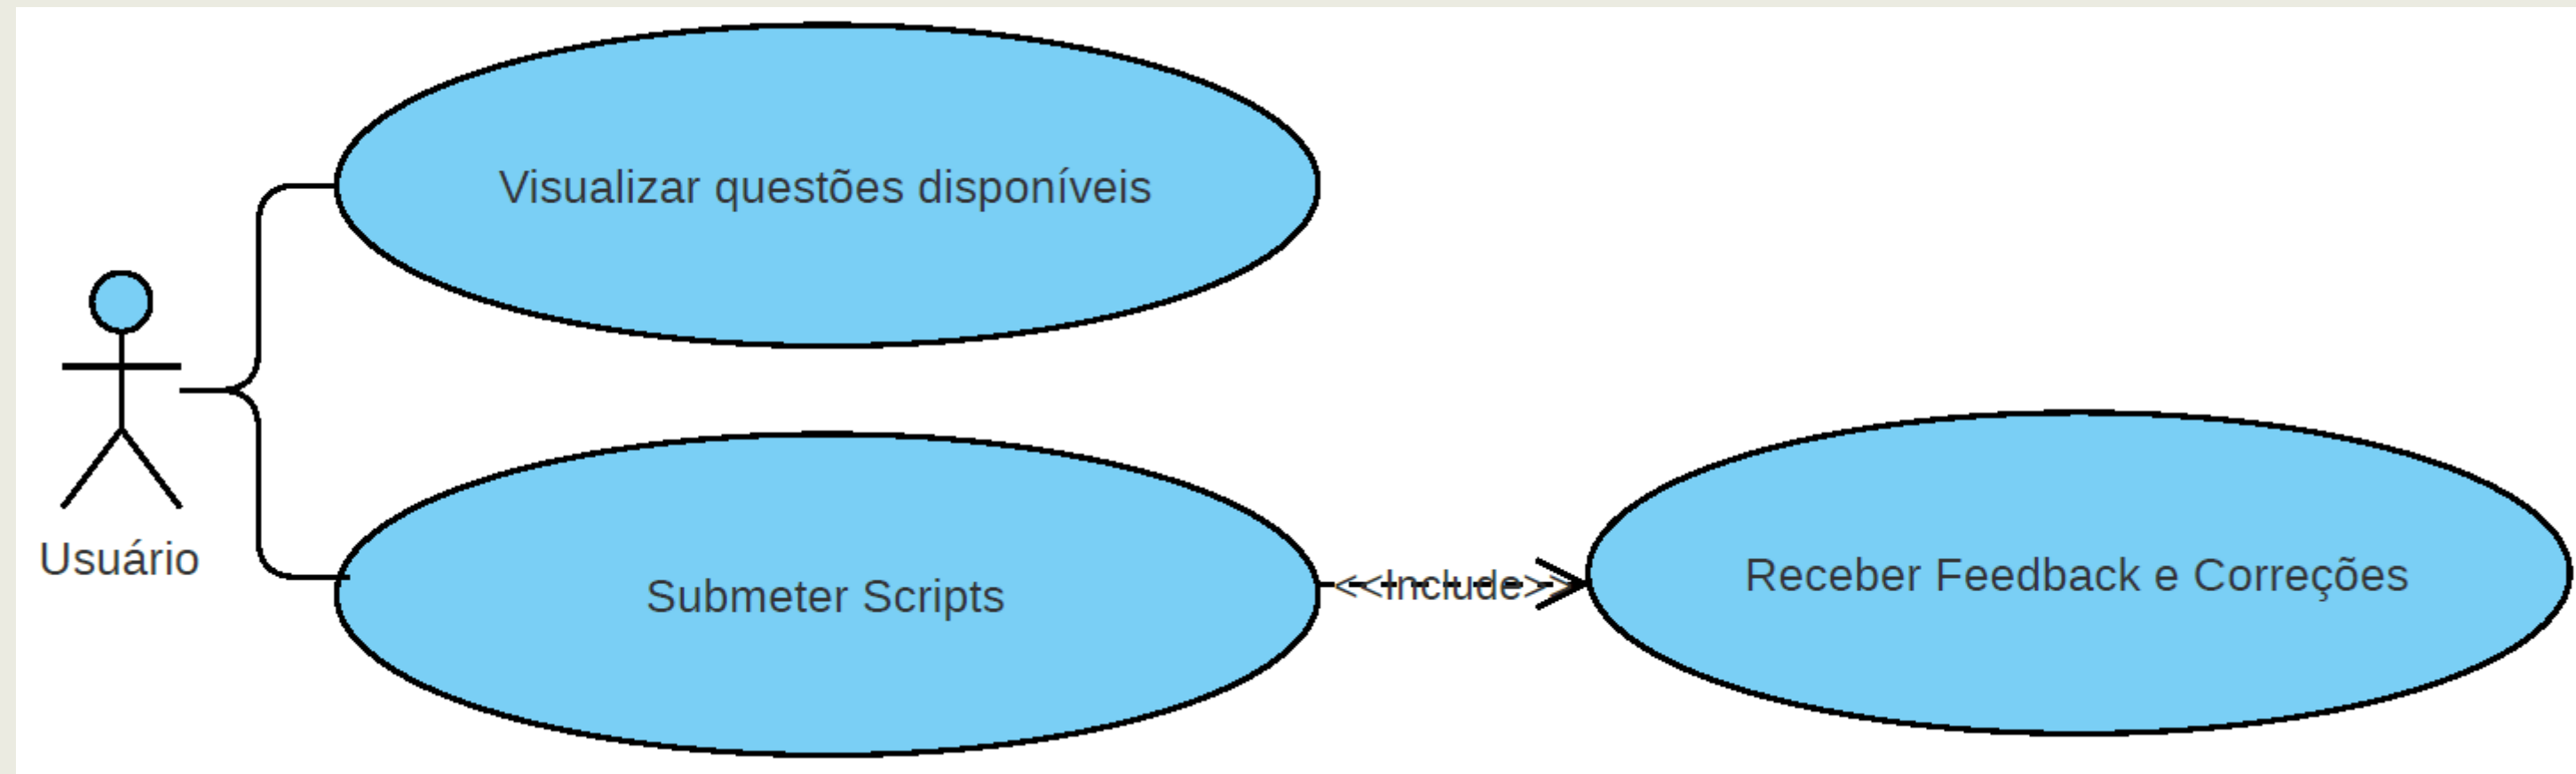 Visualizar questões disponíveis
Usuário
Submeter Scripts
<<Include>>
Receber Feedback e Correções